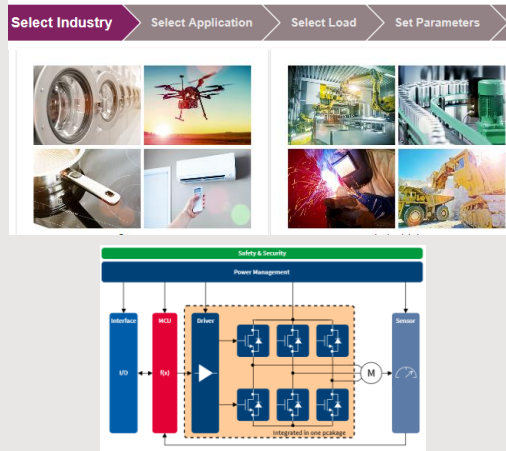 Select Industry
Select Application
Select Load
Set Parameters
Safety & Security
Power Management
Interface
MCU
Driver
Sensor
I/O
f(x)
M
Integrated in one pcakage